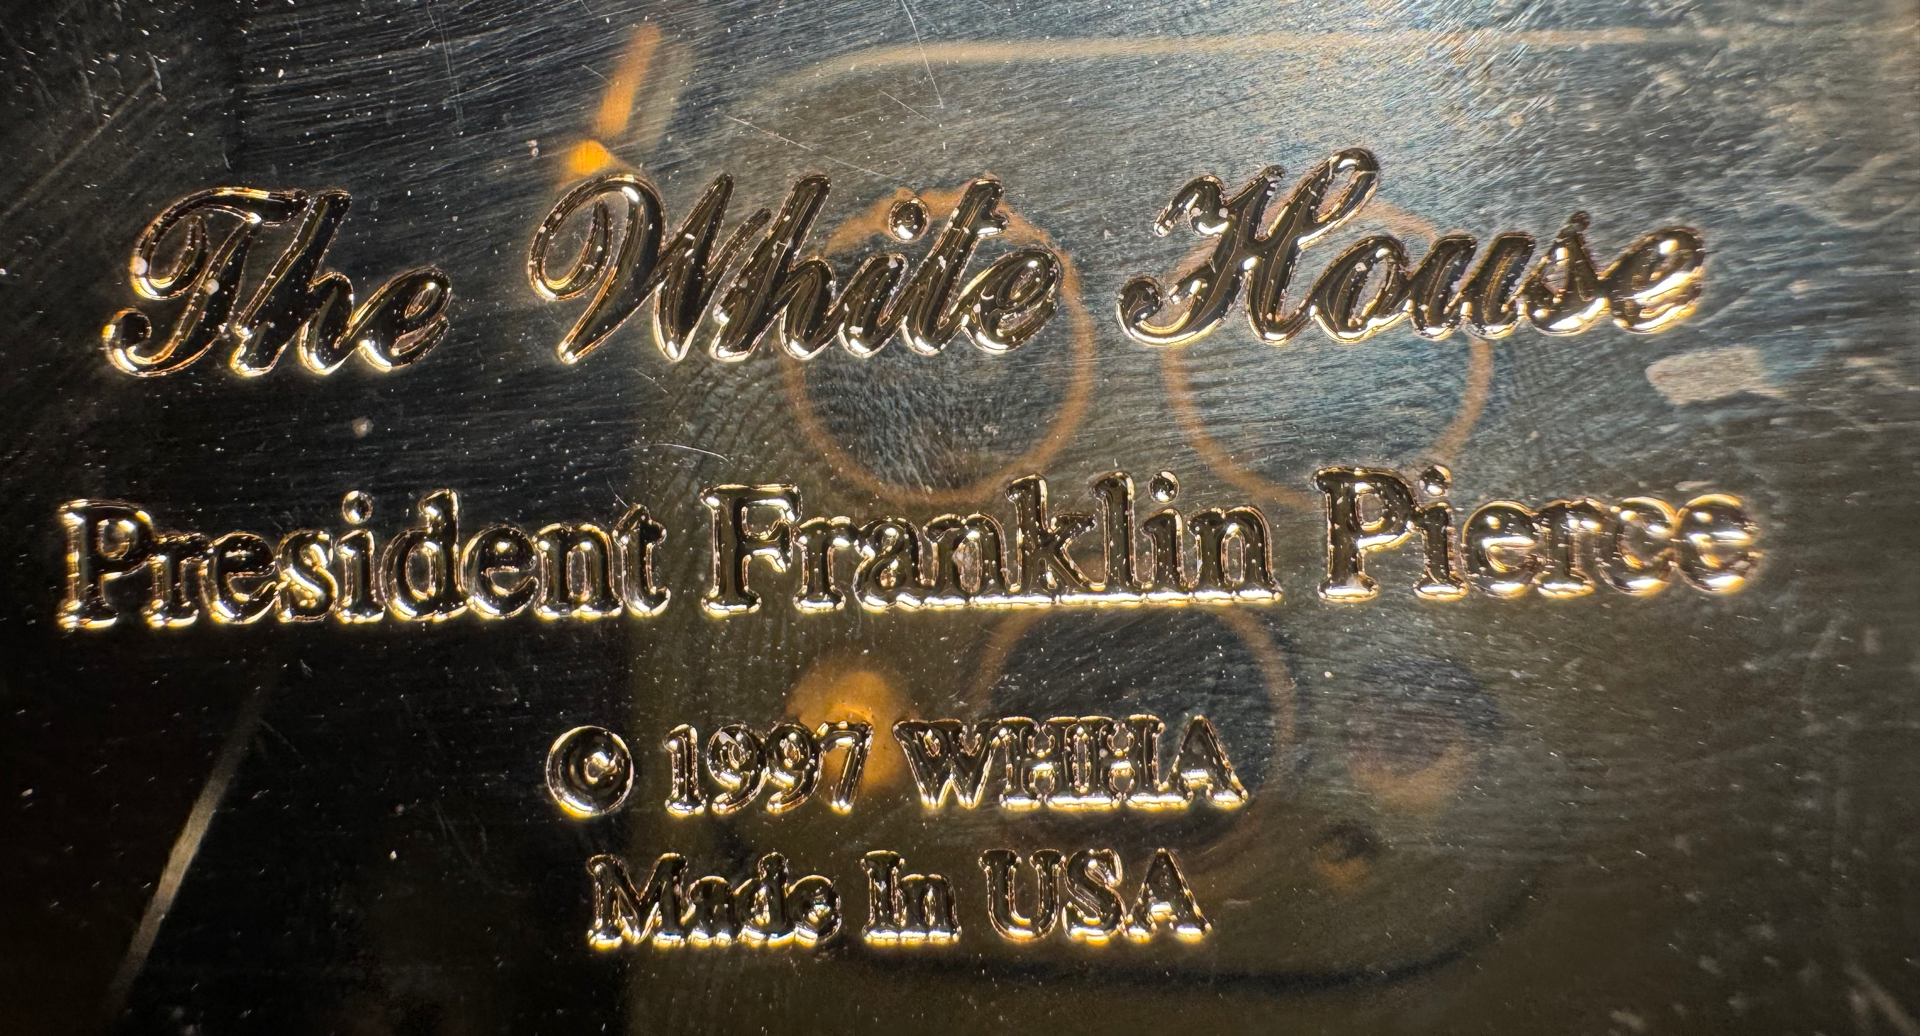 The White House
President Franklin Pierce
© 1997 WHHA
Made In USA